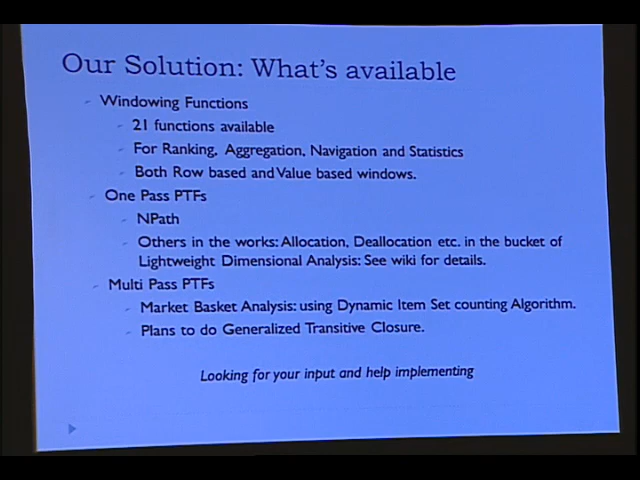 Our Solution: What's available
Windowing Functions
21 functions available
For Ranking, Aggregation, Navigation and Statistics
Both Row based and Value based windows.
One Pass PTFs
NPath
Others in the works: Allocation, Deallocation etc. in the bucket of
Lightweight Dimensional Analysis: See wiki for details.
Multi Pass PTFs
Market Basket Analysis: using Dynamic Item Set counting Algorithm.
Plans to do Generalized Transitive Closure.
Looking for your input and help implementing